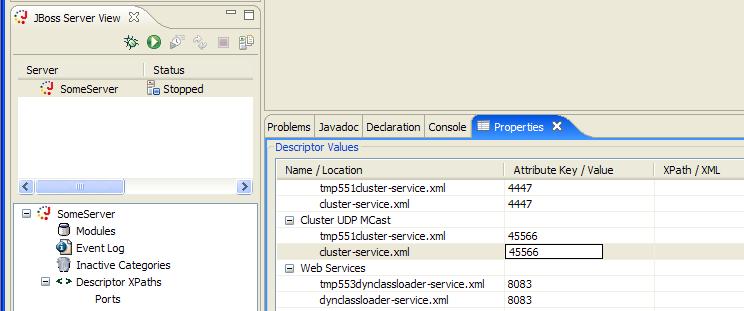 JBoss Server View
Server Status
SomeServer Stopped
SomeServer
Modules
Event Log
Inactive Categories
Descriptor XPaths
Ports
Problems Javadoc Declaration Console Properties
Descriptor Values
Name / Location Attribute Key / Value XPath / XML
tmp551cluster-service.xml 4447
cluster-service.xml 4447
Cluster UDP MCast
tmp551cluster-service.xml 45566
cluster-service.xml 45566
Web Services
tmp553dynclassloader-service.xml 8083
dynclassloader-service.xml 8083